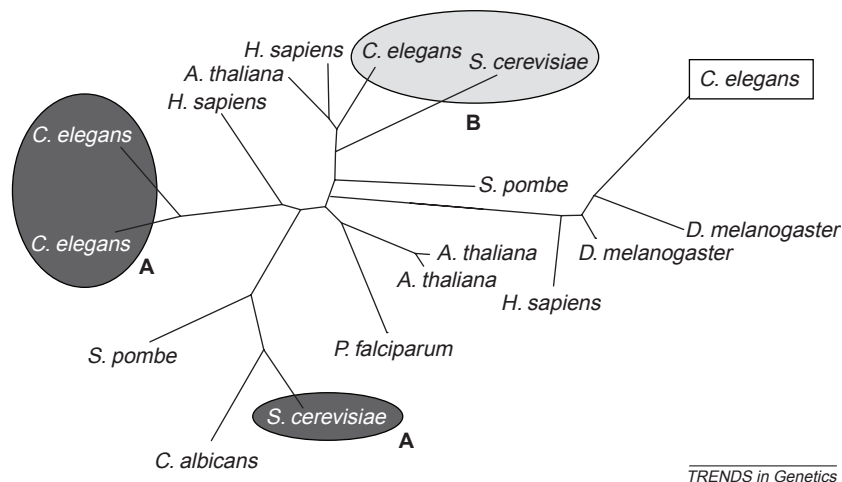 H. sapiens
C. elegans
A. thaliana
S. cerevisiae
C. elegans
H. sapiens
B
C. elegans
S. pombe
C. elegans
D. melanogaster
A. thaliana
D. melanogaster
A
A. thaliana
H. sapiens
S. pombe
P. falciparum
S. cerevisiae
A
C. albicans
TRENDS in Genetics